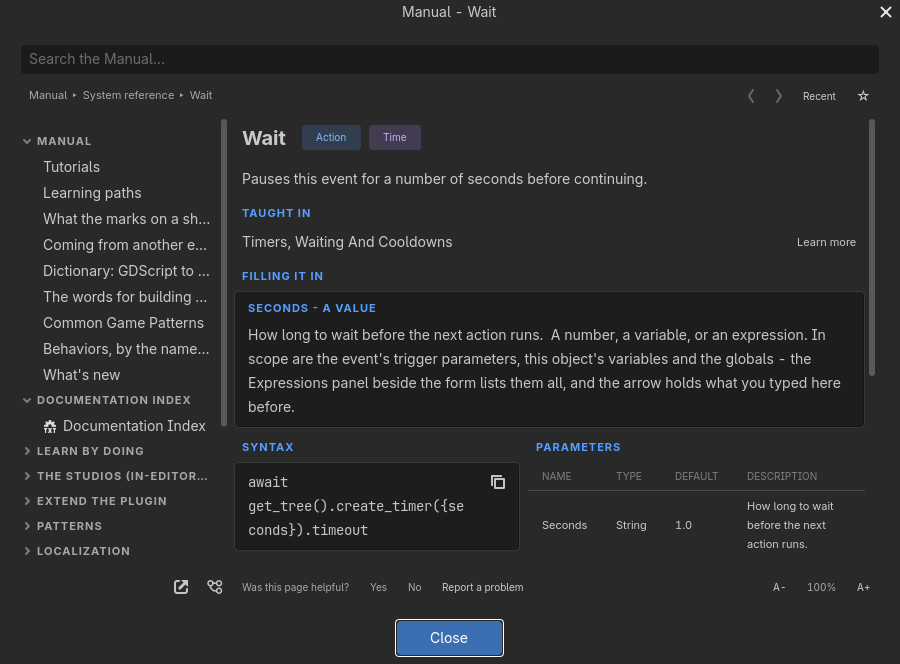 Manual - Wait
Search the Manual...
Manual ‣ System reference ‣ Wait
Recent
MANUAL
Tutorials
Learning paths
What the marks on a sh...
Coming from another e...
Dictionary: GDScript to ...
The words for building ...
Common Game Patterns
Behaviors, by the name...
What's new
DOCUMENTATION INDEX
Documentation Index
LEARN BY DOING
THE STUDIOS (IN-EDITOR...
EXTEND THE PLUGIN
PATTERNS
LOCALIZATION
Wait
Action
Time
Pauses this event for a number of seconds before continuing.
TAUGHT IN
Timers, Waiting And Cooldowns
Learn more
FILLING IT IN
SECONDS - A VALUE
How long to wait before the next action runs.  A number, a variable, or an expression. In
scope are the event's trigger parameters, this object's variables and the globals - the
Expressions panel beside the form lists them all, and the arrow holds what you typed here
before.
SYNTAX
await
get_tree().create_timer({se
conds}).timeout
PARAMETERS
NAME TYPE DEFAULT DESCRIPTION
Seconds String 1.0 How long to wait
before the next
action runs.
Was this page helpful? Yes No Report a problem
A- 100% A+
Close